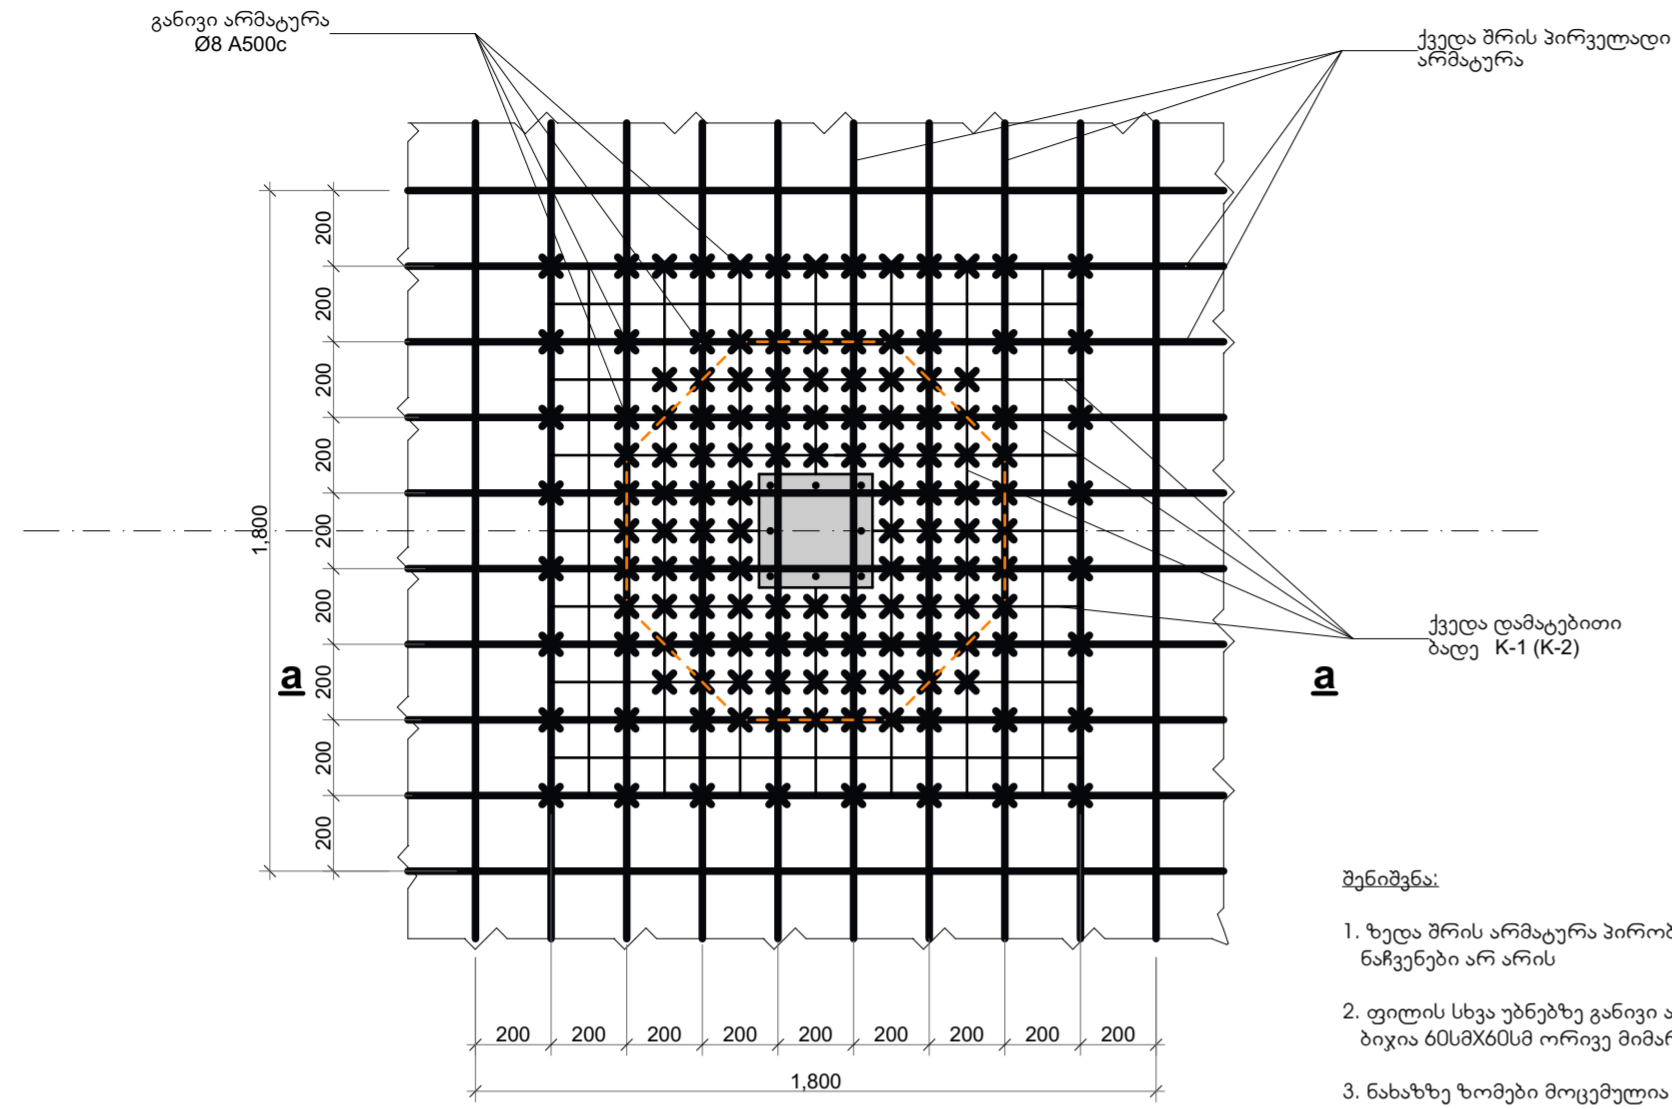 განივი არმატურა
Ø8 A500c
ქვედა შრის პირველადი
არმატურა
200
200
200
200
200
200
200
200
200
1,800
ქვედა დამატებითი
ბადე K-1 (K-2)
a
a
შენიშვნა:
1. ზედა შრის არმატურა
ნაჩვენები არ არის
2. ფილის სხვა უბნებზე განივი
ბიჯია 60სმX60სმ ორივე
3. ნახაზზე ზომები მოცემულია
200 200 200 200 200 200 200 200 200
1,800